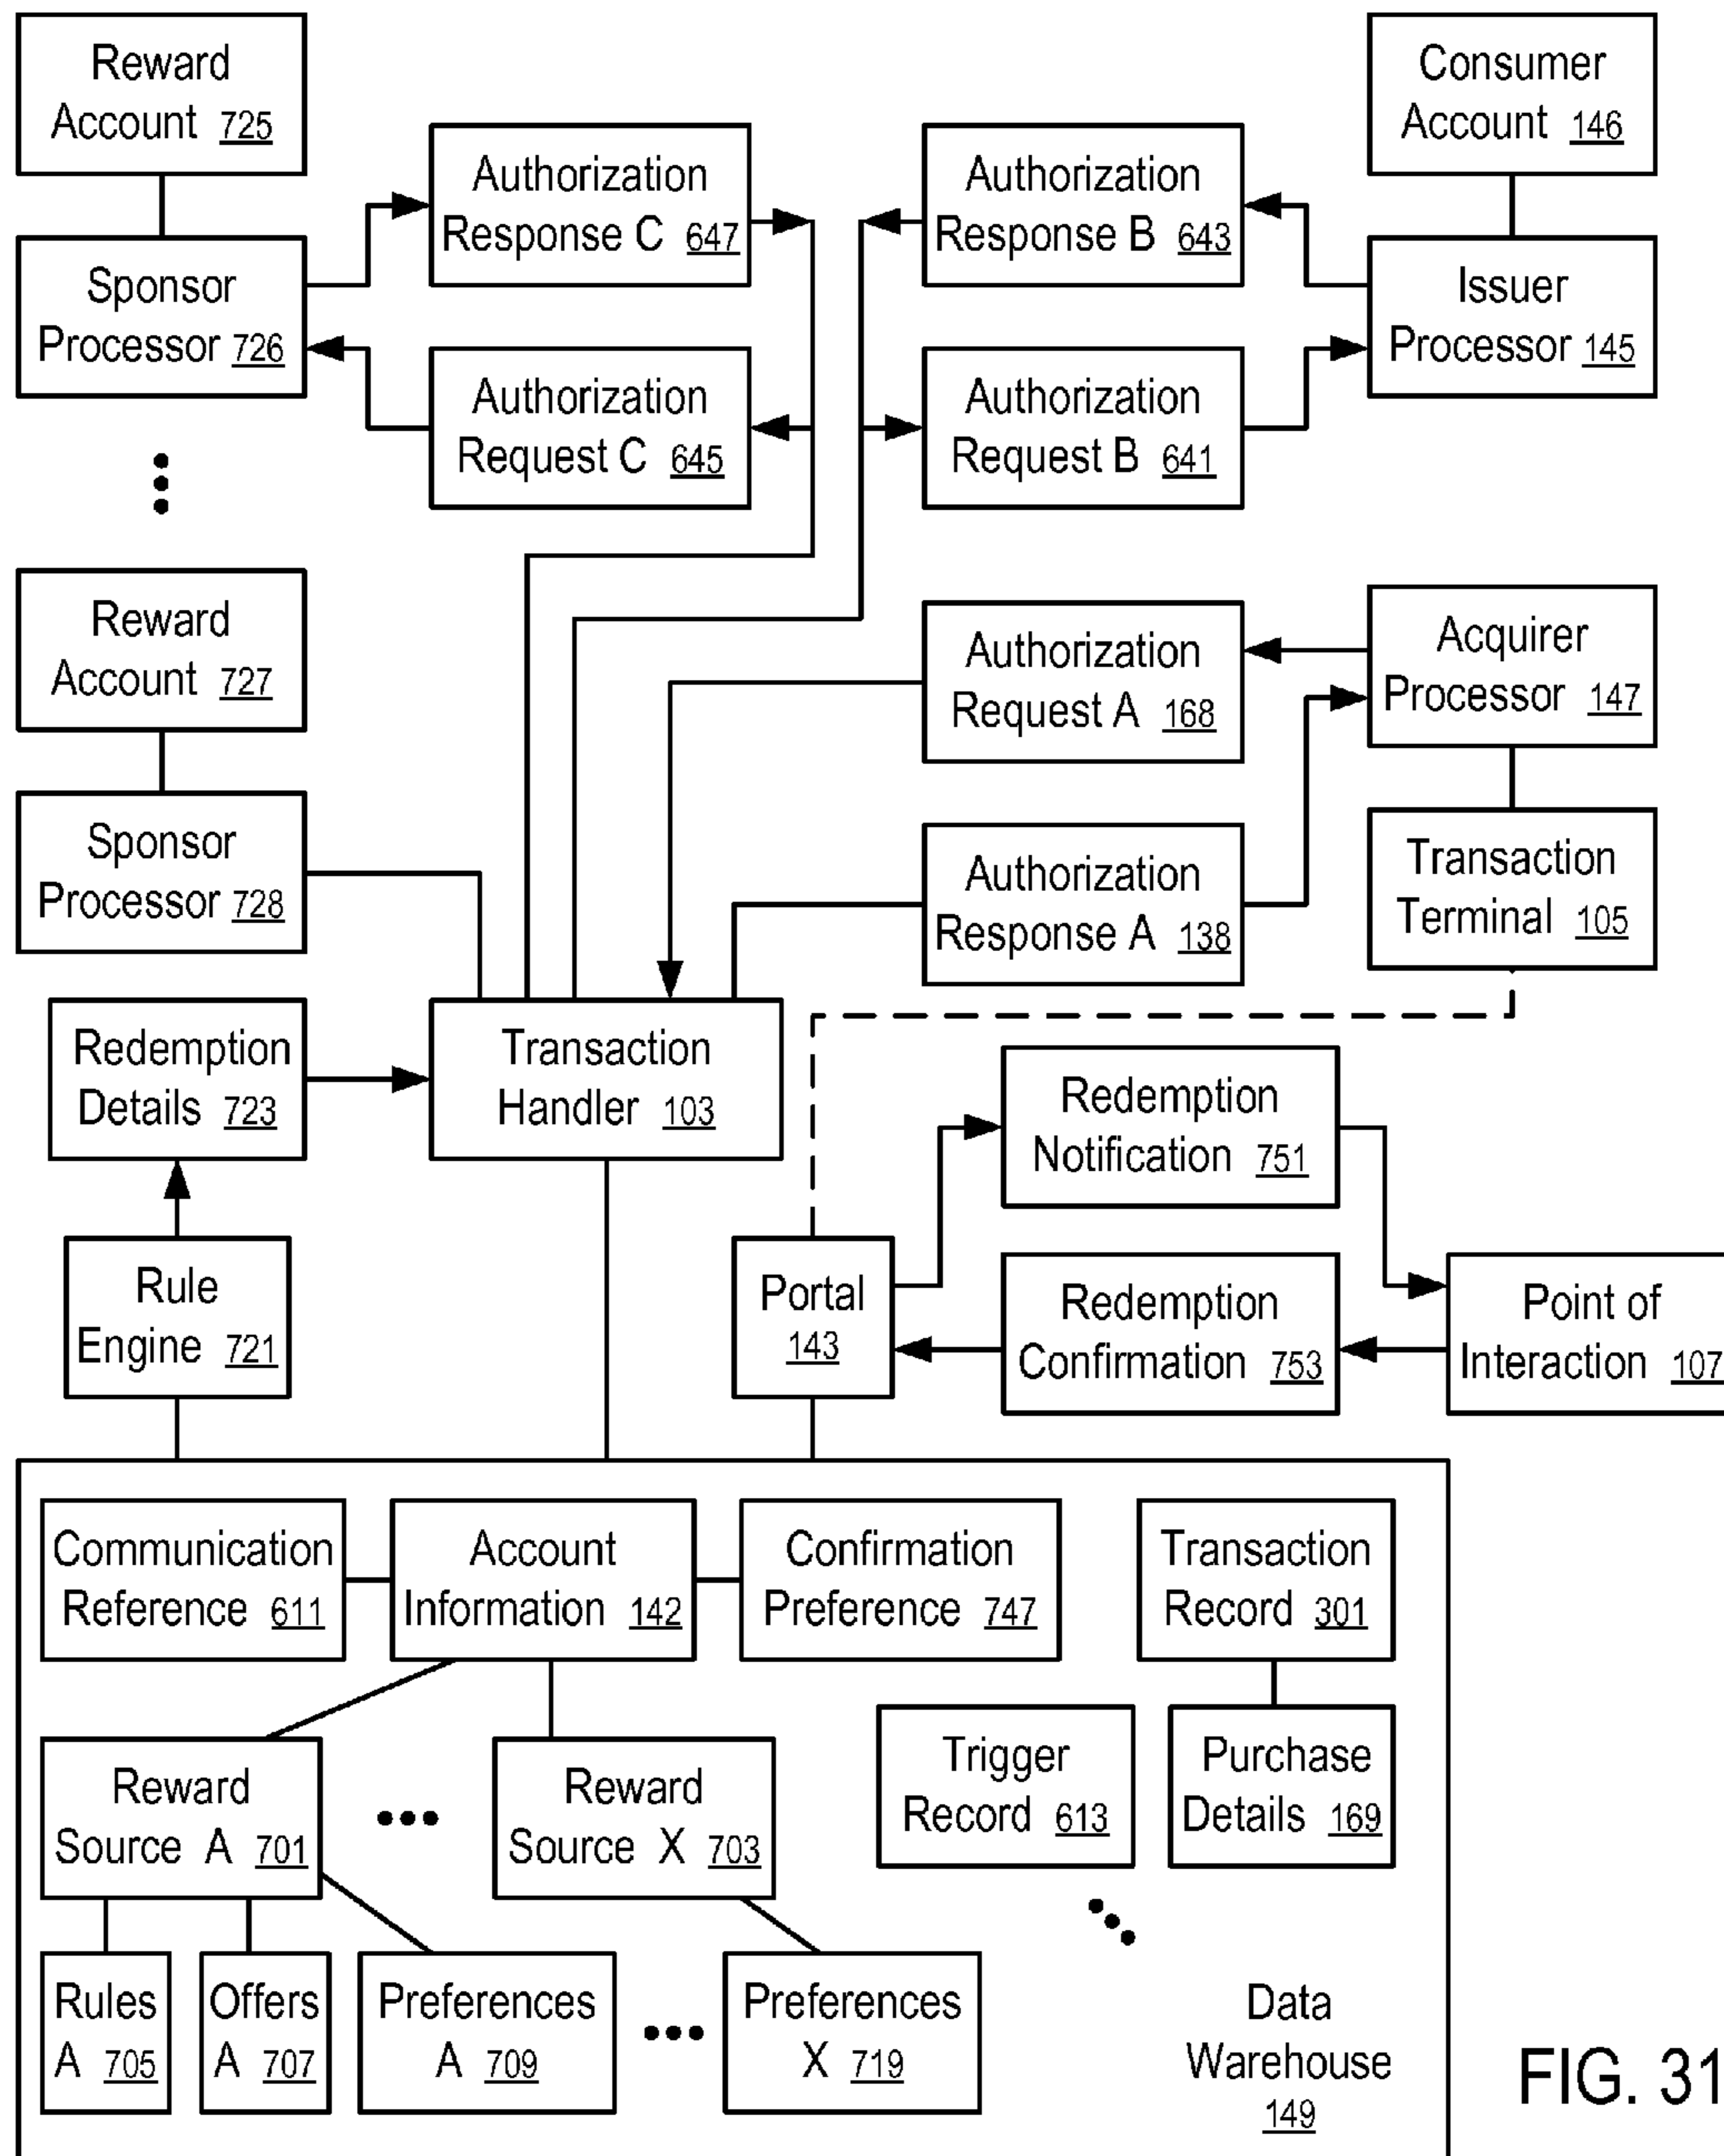 Reward
Account 725
Consumer
Account 146
Authorization
Response C 647
Authorization
Response B 643
Sponsor
Processor 726
Issuer
Processor 145
Authorization
Request C 645
Authorization
Request B 641
Reward
Account 727
Authorization
Request A 168
Acquirer
Processor 147
Sponsor
Processor 728
Authorization
Response A 138
Transaction
Terminal 105
Redemption
Details 723
Transaction
Handler 103
Redemption
Notification 751
Rule
Engine 721
Portal
143
Redemption
Confirmation 753
Point of
Interaction 107
Communication
Reference 611
Account
Information 142
Confirmation
Preference 747
Transaction
Record 301
Reward
Source A 701
Reward
Source X 703
Trigger
Record 613
Purchase
Details 169
Rules
A 705
Offers
A 707
Preferences
A 709
Preferences
X 719
Data
Warehouse
149
FIG. 31